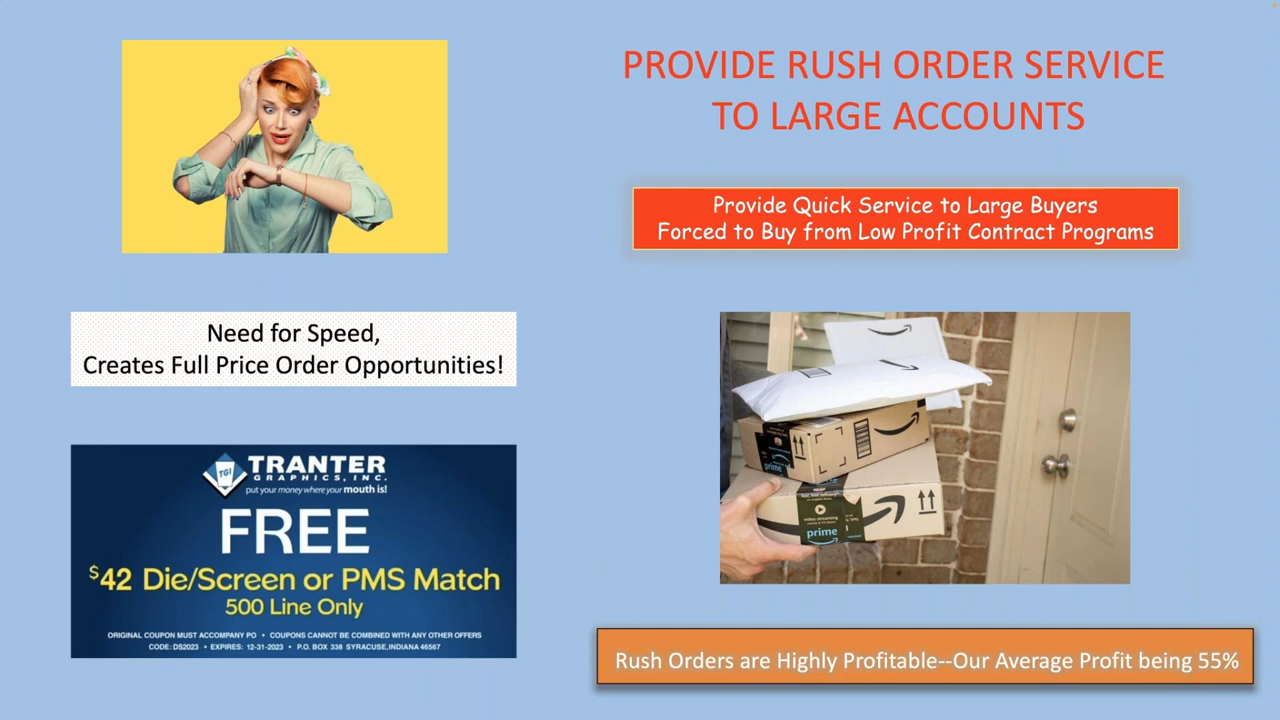 PROVIDE RUSH ORDER SERVICE
TO LARGE ACCOUNTS
Provide Quick Service to Large Buyers
Forced to Buy from Low Profit Contract Programs
Need for Speed,
Creates Full Price Order Opportunities!
TGI
TRANTER
GRAPHICS, INC.
put your money where your mouth is!
FREE
$42 Die/Screen or PMS Match
500 Line Only
ORIGINAL COUPON MUST ACCOMPANY PO • COUPONS CANNOT BE COMBINED WITH ANY OTHER OFFERS
CODE: DS2023 • EXPIRES: 12-31-2023 • P.O. BOX 338 SYRACUSE, INDIANA 46567
prime
video streaming
prime
Rush Orders are Highly Profitable--Our Average Profit being 55%